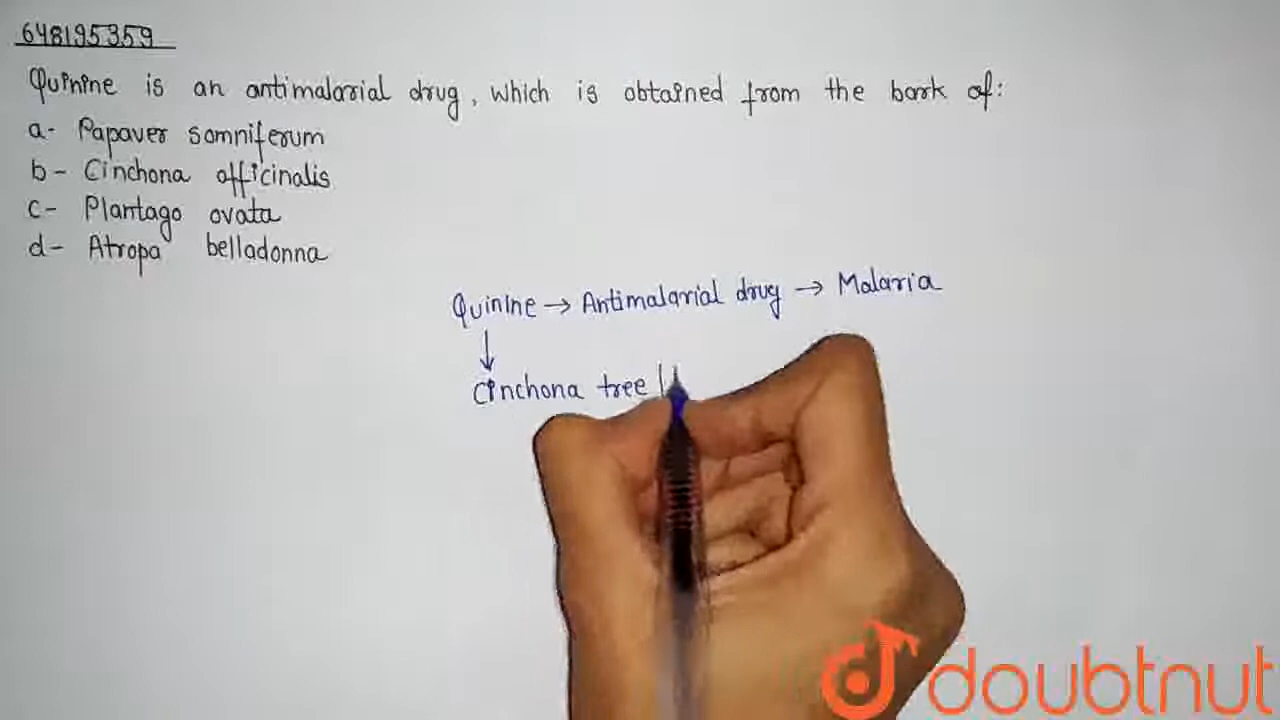 648195359
Quinine is an antimalarial drug, which is obtained from the bark of:
a- Papaver somniferum
b- Cinchona officinalis
c- Plantago ovata
d- Atropa belladonna
Quinine → Antimalarial drug → Malaria
↓
Cinchona tree
doubtnut